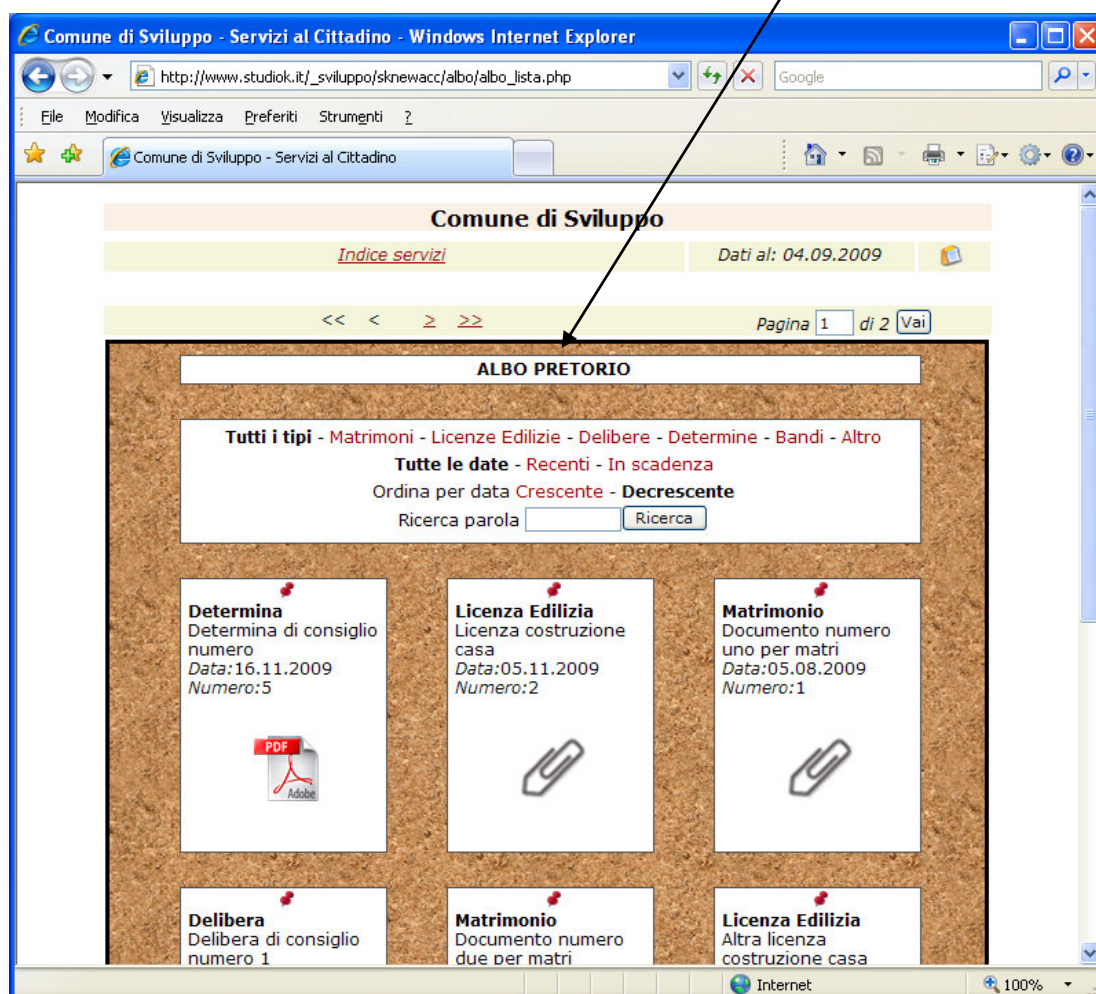 Comune di Sviluppo - Servizi al Cittadino - Windows Internet Explorer
http://www.studiok.it/_sviluppo/sknewacc/albo/albo_lista.php Google
File Modifica Visualizza Preferiti Strumenti ?
Comune di Sviluppo - Servizi al Cittadino
Comune di Sviluppo
Indice servizi Dati al: 04.09.2009
<< < > >> Pagina 1 di 2 Vai
ALBO PRETORIO
Tutti i tipi - Matrimoni - Licenze Edilizie - Delibere - Determine - Bandi - Altro
Tutte le date - Recenti - In scadenza
Ordina per data Crescente - Decrescente
Ricerca parola Ricerca
Determina
Determina di consiglio
numero
Data:16.11.2009
Numero:5
PDF
Adobe
Licenza Edilizia
Licenza costruzione
casa
Data:05.11.2009
Numero:2
Matrimonio
Documento numero
uno per matri
Data:05.08.2009
Numero:1
Delibera
Delibera di consiglio
numero 1
Matrimonio
Documento numero
due per matri
Licenza Edilizia
Altra licenza
costruzione casa
Internet 100%